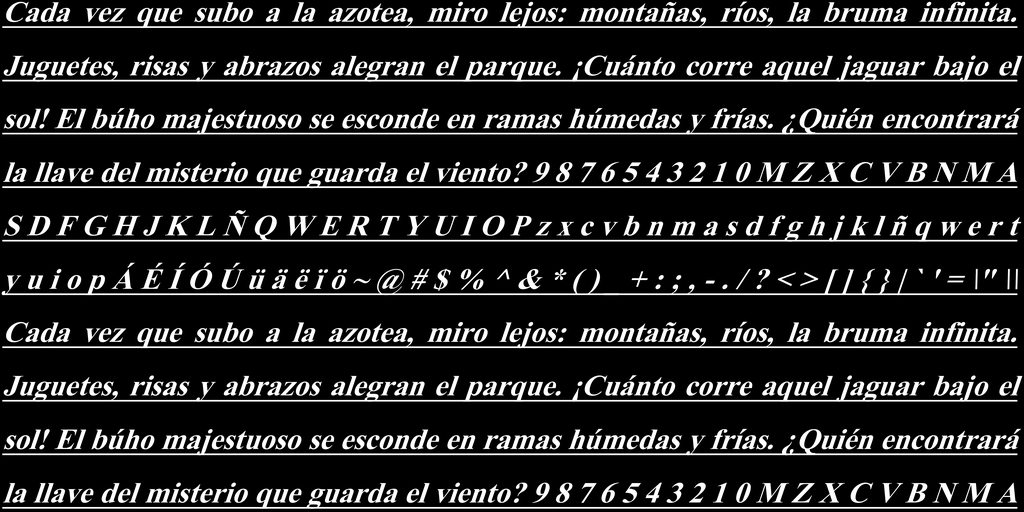 Cada vez que subo a la azotea, miro lejos: montañas, ríos, la bruma infinita.
Juguetes, risas y abrazos alegran el parque. ¡Cuánto corre aquel jaguar bajo el
sol! El búho majestuoso se esconde en ramas húmedas y frías. ¿Quién encontrará
la llave del misterio que guarda el viento? 9 8 7 6 5 4 3 2 1 0 M Z X C V B N M A
S D F G H J K L Ñ Q W E R T Y U I O P z x c v b n m a s d f g h j k l ñ q w e r t
y u i o p Á É Í Ó Ú ü ä ë ï ö ~ @ # $ % ^ & * ( ) _ + : ; , - . / ? < > [ ] { } | ` ' = \" ||
Cada vez que subo a la azotea, miro lejos: montañas, ríos, la bruma infinita.
Juguetes, risas y abrazos alegran el parque. ¡Cuánto corre aquel jaguar bajo el
sol! El búho majestuoso se esconde en ramas húmedas y frías. ¿Quién encontrará
la llave del misterio que guarda el viento? 9 8 7 6 5 4 3 2 1 0 M Z X C V B N M A